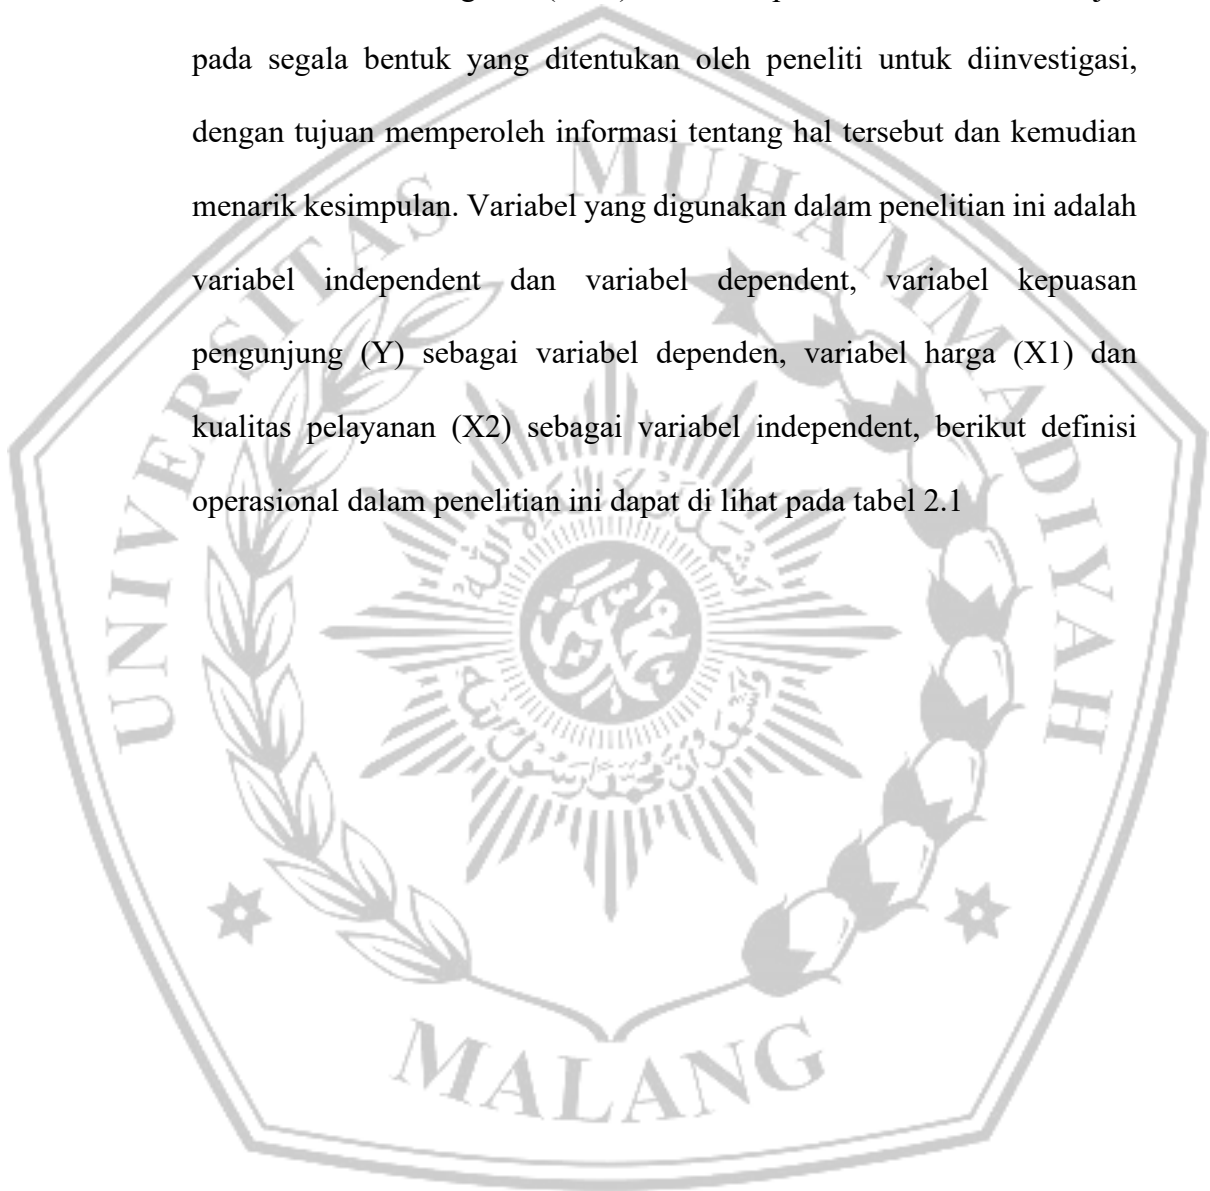 pada segala bentuk yang ditentukan oleh peneliti untuk diinvestigasi,
dengan tujuan memperoleh informasi tentang hal tersebut dan kemudian
menarik kesimpulan. Variabel yang digunakan dalam penelitian ini adalah
variabel independent dan variabel dependent, variabel kepuasan
pengunjung (Y) sebagai variabel dependen, variabel harga (X1) dan
kualitas pelayanan (X2) sebagai variabel independent, berikut definisi
operasional dalam penelitian ini dapat di lihat pada tabel 2.1
UNIVERSITAS MUHAMMADIYAH
MALANG